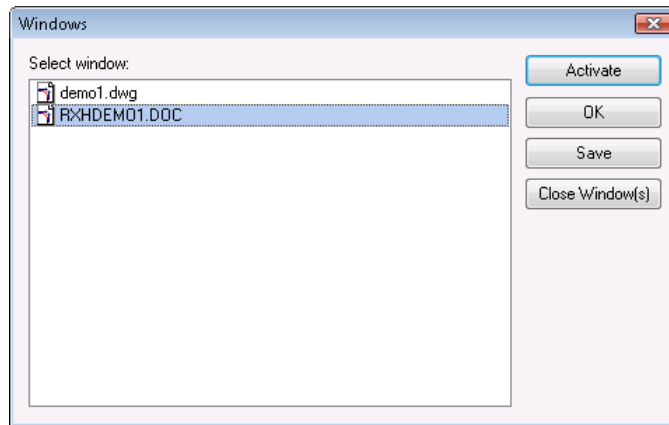 Windows
Select window:
demo1.dwg
RXHDEMO1.DOC
Activate
OK
Save
Close Window(s)